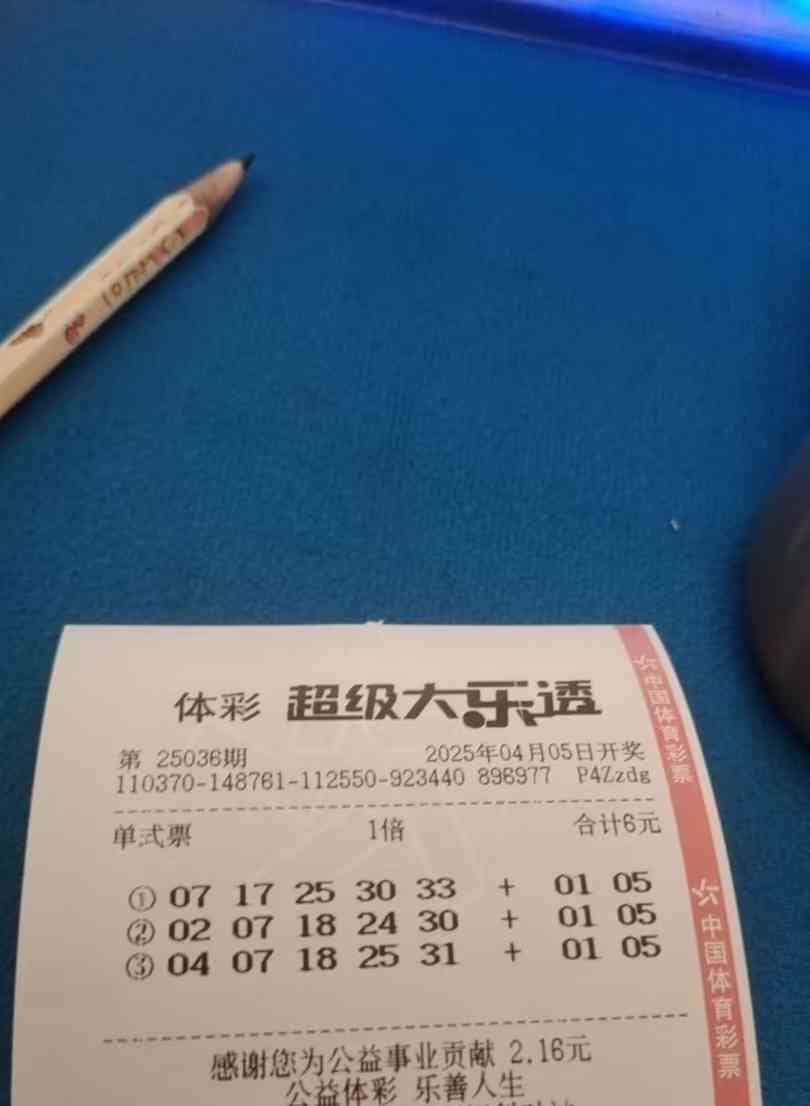 体彩 超级大乐透
第 25036期 2025年04月05日开奖
110370-148761-112550-923440 896977 P4Zzdg
单式票 1倍 合计6元
① 07 17 25 30 33 + 01 05
② 02 07 18 24 30 + 01 05
③ 04 07 18 25 31 + 01 05
感谢您为公益事业贡献 2.16元
公益体彩 乐善人生
中国体育彩票
中国体育彩票